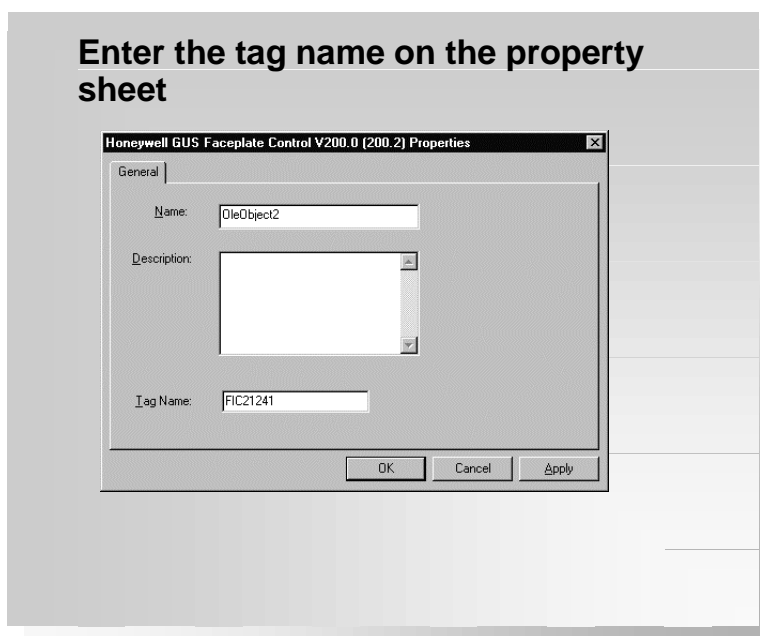 Enter the tag name on the property
sheet
Honeywell GUS Faceplate Control V200.0 (200.2) Properties
General
Name: OleObject2
Description:
Tag Name: FIC21241
OK Cancel Apply